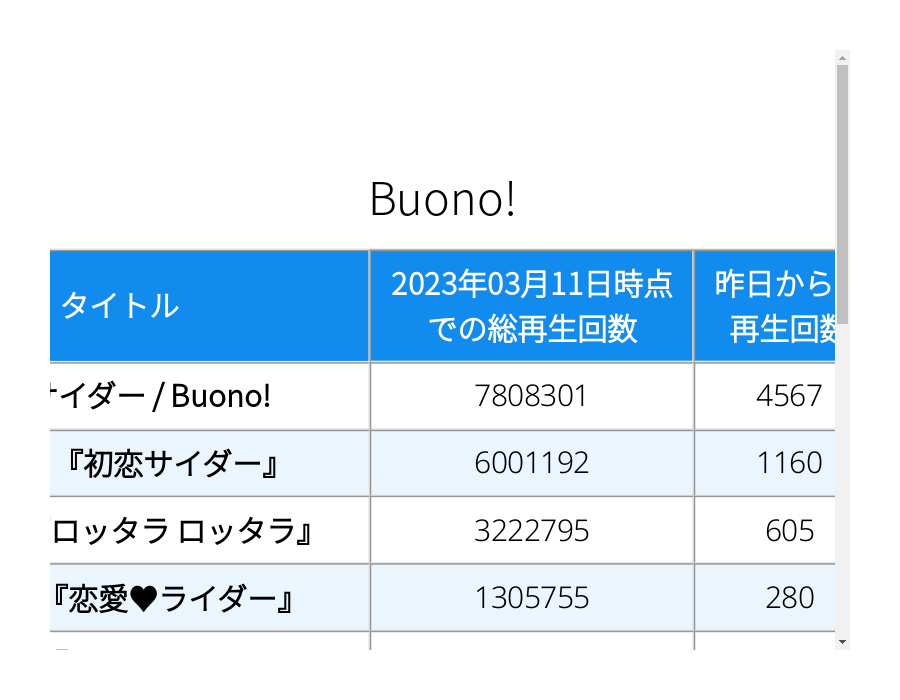 Buono!
タイトル
2023年03月11日時点
での総再生回数
昨日から
再生回数
イダー / Buono!
7808301
4567
『初恋サイダー』
6001192
1160
ロッタラ ロッタラ』
3222795
605
『恋愛♥ライダー』
1305755
280